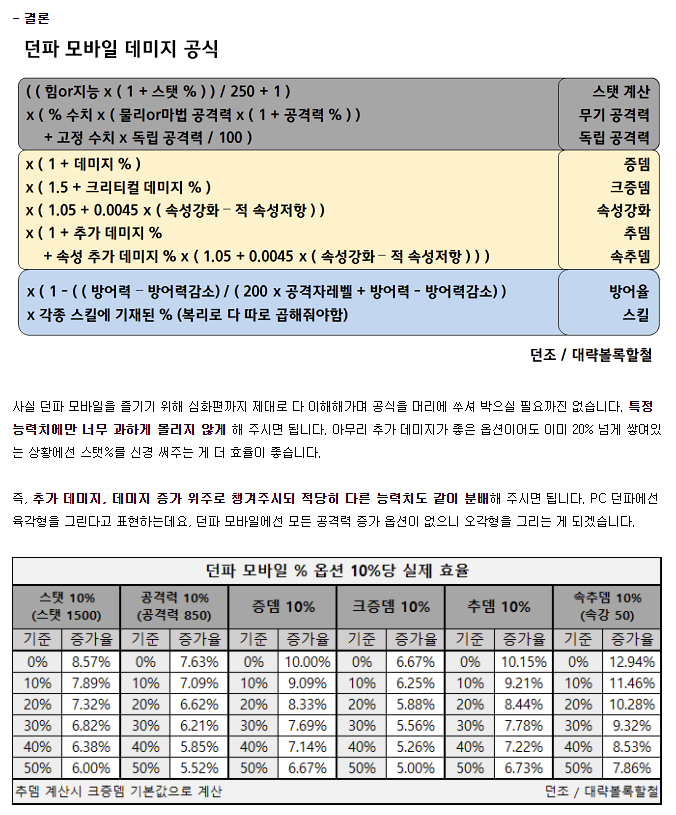 - 결론
던파 모바일 데미지 공식
( ( 힘or지능 x ( 1 + 스탯 % ) ) / 250 + 1 ) 스탯 계산
x ( % 수치 x ( 물리or마법 공격력 x ( 1 + 공격력 % ) ) 무기 공격력
+ 고정 수치 x 독립 공격력 / 100 ) 독립 공격력
x ( 1 + 데미지 % ) 증뎀
x ( 1.5 + 크리티컬 데미지 % ) 크증뎀
x ( 1.05 + 0.0045 x ( 속성강화 – 적 속성저항 ) ) 속성강화
x ( 1 + 추가 데미지 % 추뎀
+ 속성 추가 데미지 % x ( 1.05 + 0.0045 x ( 속성강화 – 적 속성저항 ) ) ) 속추뎀
x ( 1 - ( ( 방어력 – 방어력감소) / ( 200 x 공격자레벨 + 방어력 - 방어력감소) ) 방어율
x 각종 스킬에 기재된 % (복리로 다 따로 곱해줘야함) 스킬
던조 / 대략볼록할철
사실 던파 모바일을 즐기기 위해 심화편까지 제대로 다 이해해가며 공식을 머리에 쑤셔 박으실 필요까진 없습니다. 특정
능력치에만 너무 과하게 몰리지 않게 해 주시면 됩니다. 아무리 추가 데미지가 좋은 옵션이어도 이미 20% 넘게 쌓여있
는 상황에선 스탯%를 신경 써주는 게 더 효율이 좋습니다.
즉, 추가 데미지, 데미지 증가 위주로 챙겨주시되 적당히 다른 능력치도 같이 분배해 주시면 됩니다. PC 던파에선
육각형을 그린다고 표현하는데요, 던파 모바일에선 모든 공격력 증가 옵션이 없으니 오각형을 그리는 게 되겠습니다.
던파 모바일 % 옵션 10%당 실제 효율
스탯 10% 공격력 10% 증뎀 10% 크증뎀 10% 추뎀 10% 속추뎀 10%
(스탯 1500) (공격력 850) (속강 50)
기준 증가율 기준 증가율 기준 증가율 기준 증가율 기준 증가율 기준 증가율
0% 8.57% 0% 7.63% 0% 10.00% 0% 6.67% 0% 10.15% 0% 12.94%
10% 7.89% 10% 7.09% 10% 9.09% 10% 6.25% 10% 9.21% 10% 11.46%
20% 7.32% 20% 6.62% 20% 8.33% 20% 5.88% 20% 8.44% 20% 10.28%
30% 6.82% 30% 6.21% 30% 7.69% 30% 5.56% 30% 7.78% 30% 9.32%
40% 6.38% 40% 5.85% 40% 7.14% 40% 5.26% 40% 7.22% 40% 8.53%
50% 6.00% 50% 5.52% 50% 6.67% 50% 5.00% 50% 6.73% 50% 7.86%
추뎀 계산시 크증뎀 기본값으로 계산 던조 / 대략볼록할철